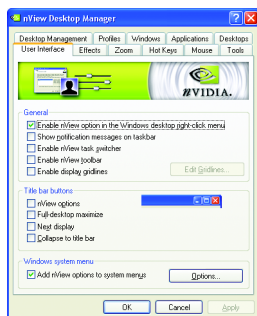 nView Desktop Manager
Desktop Management Profiles Windows Applications Desktops
User Interface Effects Zoom Hot Keys Mouse Tools
NVIDIA.
General
Enable nView option in the Windows desktop right-click menu
Show notification messages on taskbar
Enable nView task switcher
Enable nView toolbar
Enable display gridlines
Edit Gridlines...
Title bar buttons
nView options
Full-desktop maximize
Next display
Collapse to title bar
Windows system menu
Add nView options to system menus
Options...
OK Cancel Apply